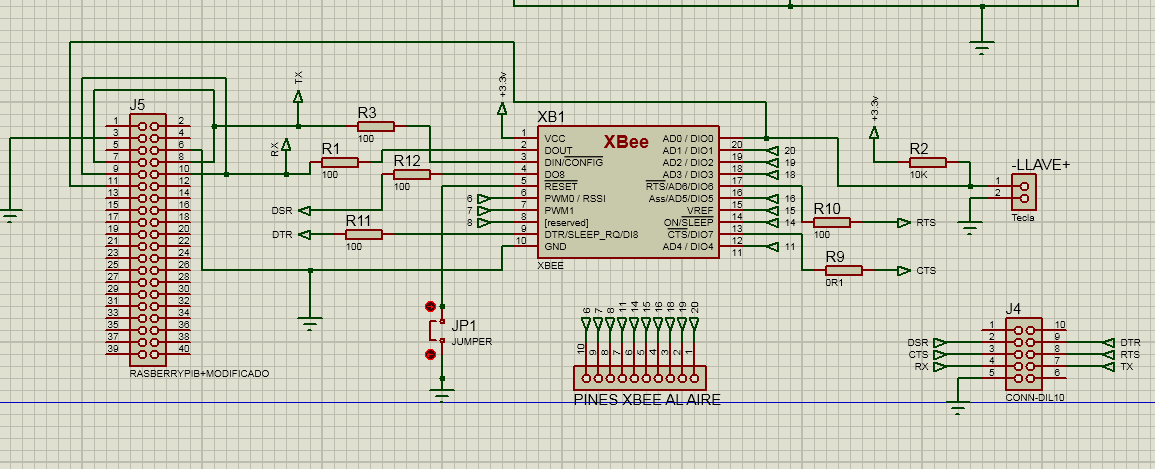 +3.3v
TX
RX
J5
1 2
3 4
5 6
7 8
9 10
11 12
13 14
15 16
17 18
19 20
21 22
23 24
25 26
27 28
29 30
31 32
33 34
35 36
37 38
39 40
RASBERRYPIB+MODIFICADO
R3
100
R1
100
R12
100
DSR
R11
100
DTR
XB1
XBee
1 VCC
2 DOUT
3 DIN/CONFIG
4 DO8
5 RESET
6 6 PWM0 / RSSI
7 7 PWM1
8 8 [reserved]
9 DTR/SLEEP_RQ/DI8
10 GND
AD0 / DIO0 20
AD1 / DIO1 19 20
AD2 / DIO2 18 19
AD3 / DIO3 17 18
RTS/AD6/DIO6 16
Ass/AD5/DIO5 15 16
VREF 14 15
ON/SLEEP 13 14
CTS/DIO7 12
AD4 / DIO4 11 11
XBEE
+3.3v
R2
10K
-LLAVE+
1
2
Tecla
R10
100
RTS
R9
0R1
CTS
JP1
JUMPER
6 7 8 11 14 15 16 18 19 20
10 9 8 7 6 5 4 3 2 1
PINES XBEE AL AIRE
J4
1 10
DSR 2 9 DTR
CTS 3 8 RTS
RX 4 7 TX
5 6
CONN-DIL10